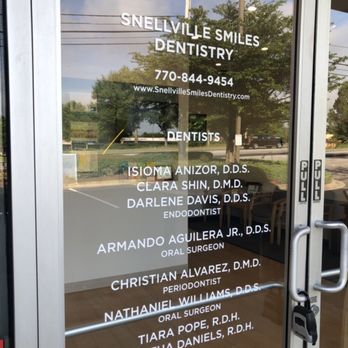 SNELLVILLE SMILES
DENTISTRY
770-844-9454
www.SnellvilleSmilesDentistry.com
DENTISTS
ISIOMA ANIZOR, D.D.S.
CLARA SHIN, D.M.D.
DARLENE DAVIS, D.D.S.
ENDODONTIST
ARMANDO AGUILERA JR., D.D.S.
ORAL SURGEON
CHRISTIAN ALVAREZ, D.M.D.
PERIODONTIST
NATHANIEL WILLIAMS, D.D.S.
ORAL SURGEON
TIARA POPE, R.D.H.
DANIELS, R.D.H.
PULL
PULL